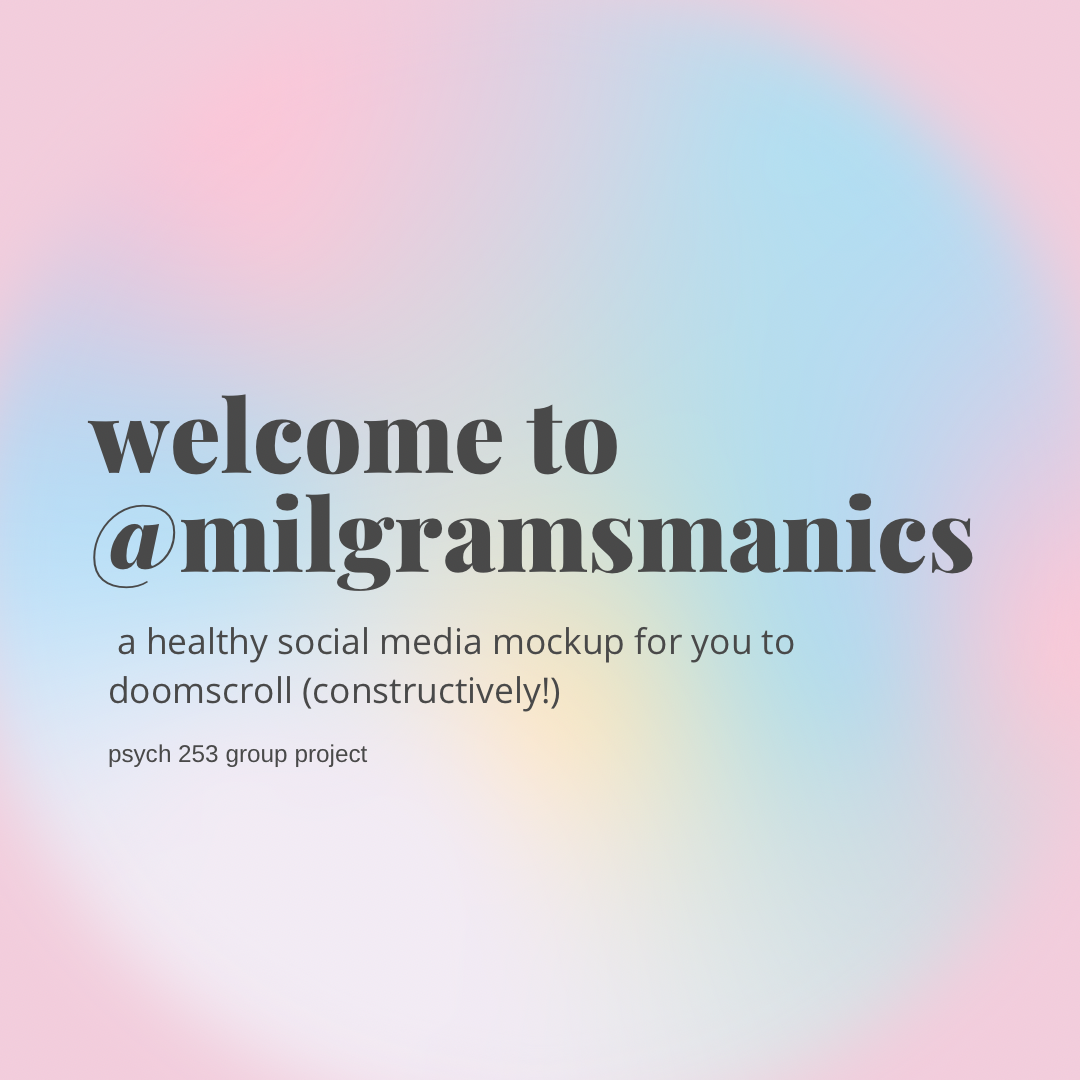 welcome to
@milgramsmanics
a healthy social media mockup for you to
doomscroll (constructively!)
psych 253 group project